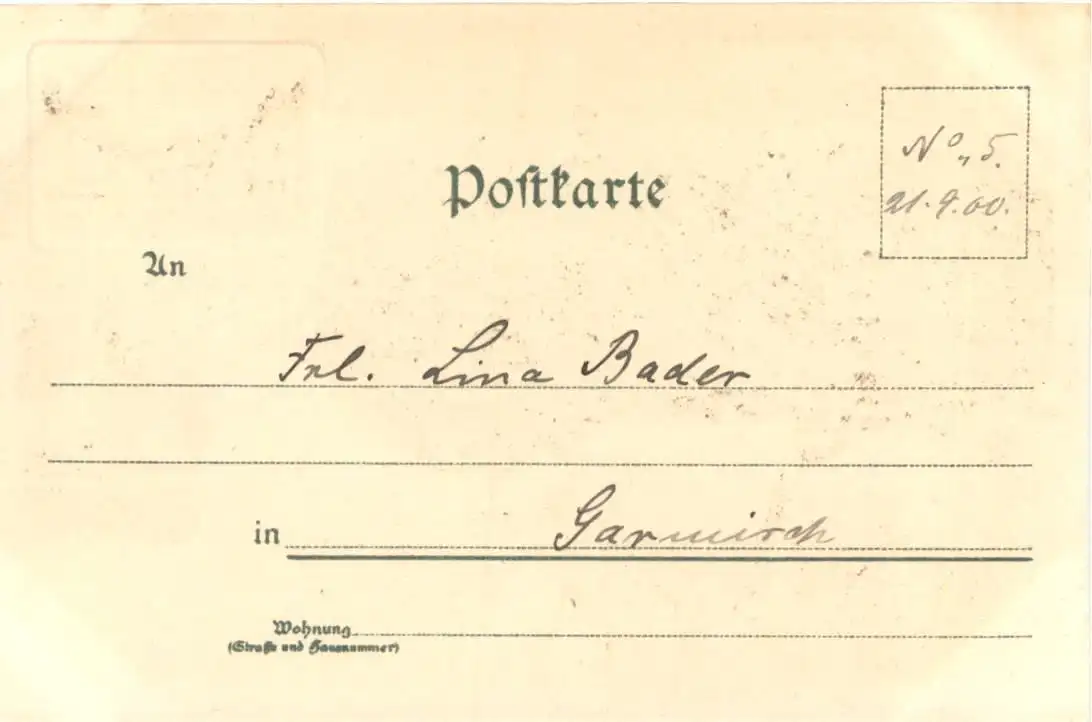 Postkarte
No „ 5.
21.9.00.
An
Frl. Lina Bader
in Garmisch
Wohnung
(Straße und Hausnummer)